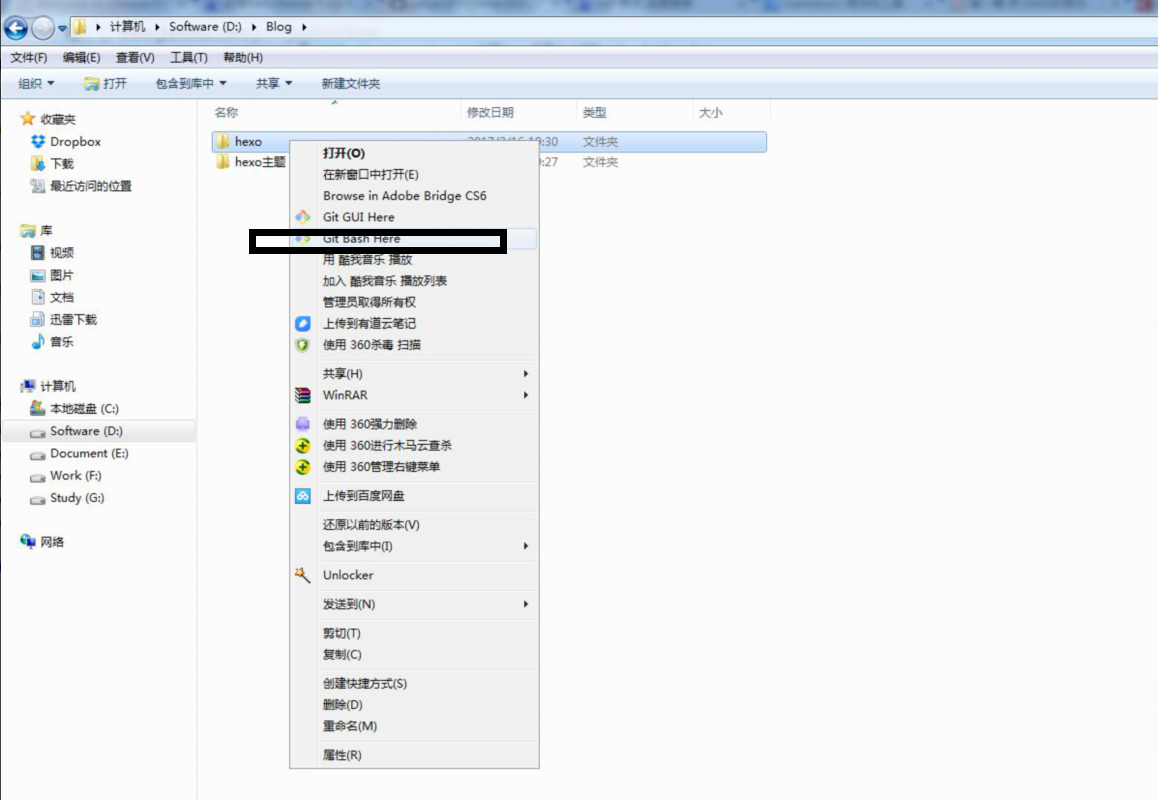 计算机 Software (D:) Blog
文件(F) 编辑(E) 查看(V) 工具(T) 帮助(H)
组织 打开 包含到库中 共享 新建文件夹
名称 修改日期 类型 大小
收藏夹
Dropbox
下载
最近访问的位置
库
视频
图片
文档
迅雷下载
音乐
计算机
本地磁盘 (C:)
Software (D:)
Document (E:)
Work (F:)
Study (G:)
网络
hexo 文件夹
hexo主题 文件夹
打开(O)
在新窗口中打开(E)
Browse in Adobe Bridge CS6
Git GUI Here
Git Bash Here
用 酷我音乐 播放
加入 酷我音乐 播放列表
管理员取得所有权
上传到有道云笔记
使用 360杀毒 扫描
共享(H)
WinRAR
使用 360强力删除
使用 360进行木马云查杀
使用 360管理右键菜单
上传到百度网盘
还原以前的版本(V)
包含到库中(I)
Unlocker
发送到(N)
剪切(T)
复制(C)
创建快捷方式(S)
删除(D)
重命名(M)
属性(R)